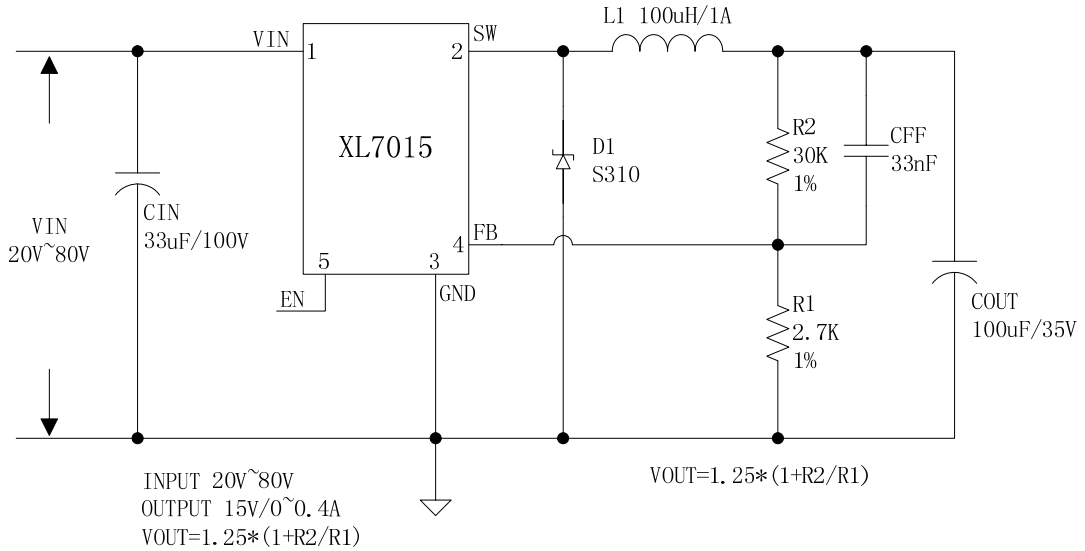 L1 100uH/1A
VIN
1
2
SW
XL7015
D1
S310
R2
30K
1%
CFF
33nF
CIN
33uF/100V
VIN
20V~80V
4
FB
5
3
EN
GND
R1
2.7K
1%
COUT
100uF/35V
INPUT 20V~80V
OUTPUT 15V/0~0.4A
VOUT=1.25*(1+R2/R1)
VOUT=1.25*(1+R2/R1)